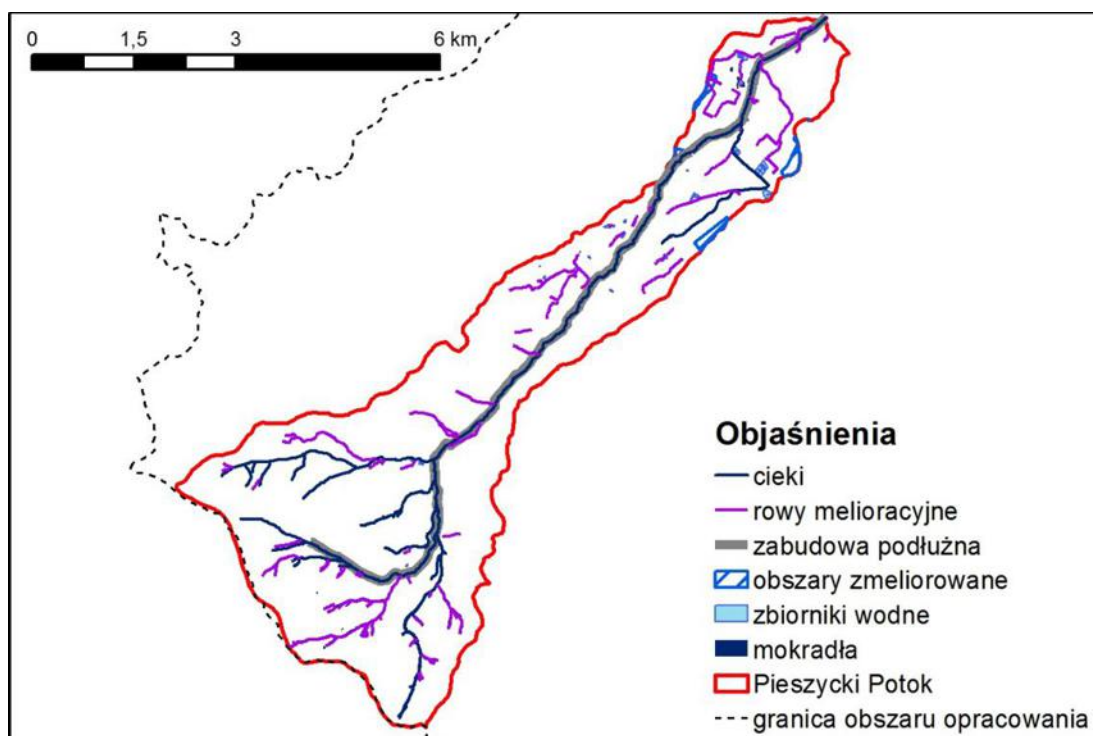 0 1,5 3 6 km
Objaśnienia
cieki
rowy melioracyjne
zabudowa podłużna
obszary zmeliorowane
zbiorniki wodne
mokradła
Pieszycki Potok
granica obszaru opracowania